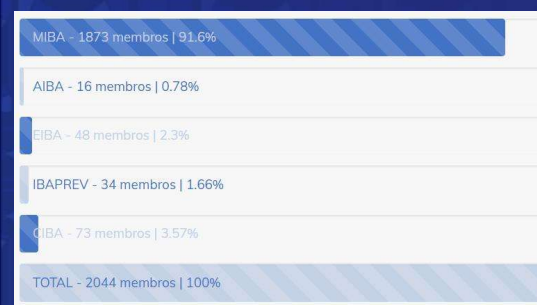 MIBA - 1873 membros | 91.6%
AIBA - 16 membros | 0.78%
EIBA - 48 membros | 2.3%
IBAPREV - 34 membros | 1.66%
CIBA - 73 membros | 3.57%
TOTAL - 2044 membros | 100%